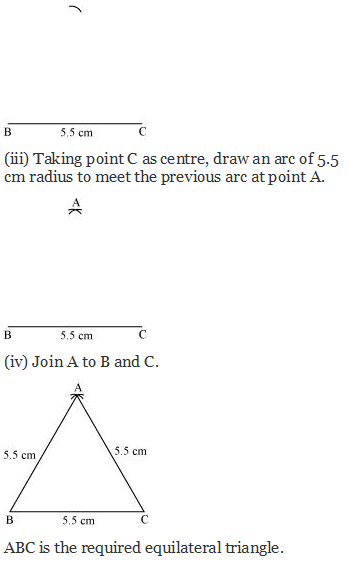 B 5.5 cm C
(iii) Taking point C as centre, draw an arc of 5.5
cm radius to meet the previous arc at point A.
A
B 5.5 cm C
(iv) Join A to B and C.
A
5.5 cm 5.5 cm
B 5.5 cm C
ABC is the required equilateral triangle.